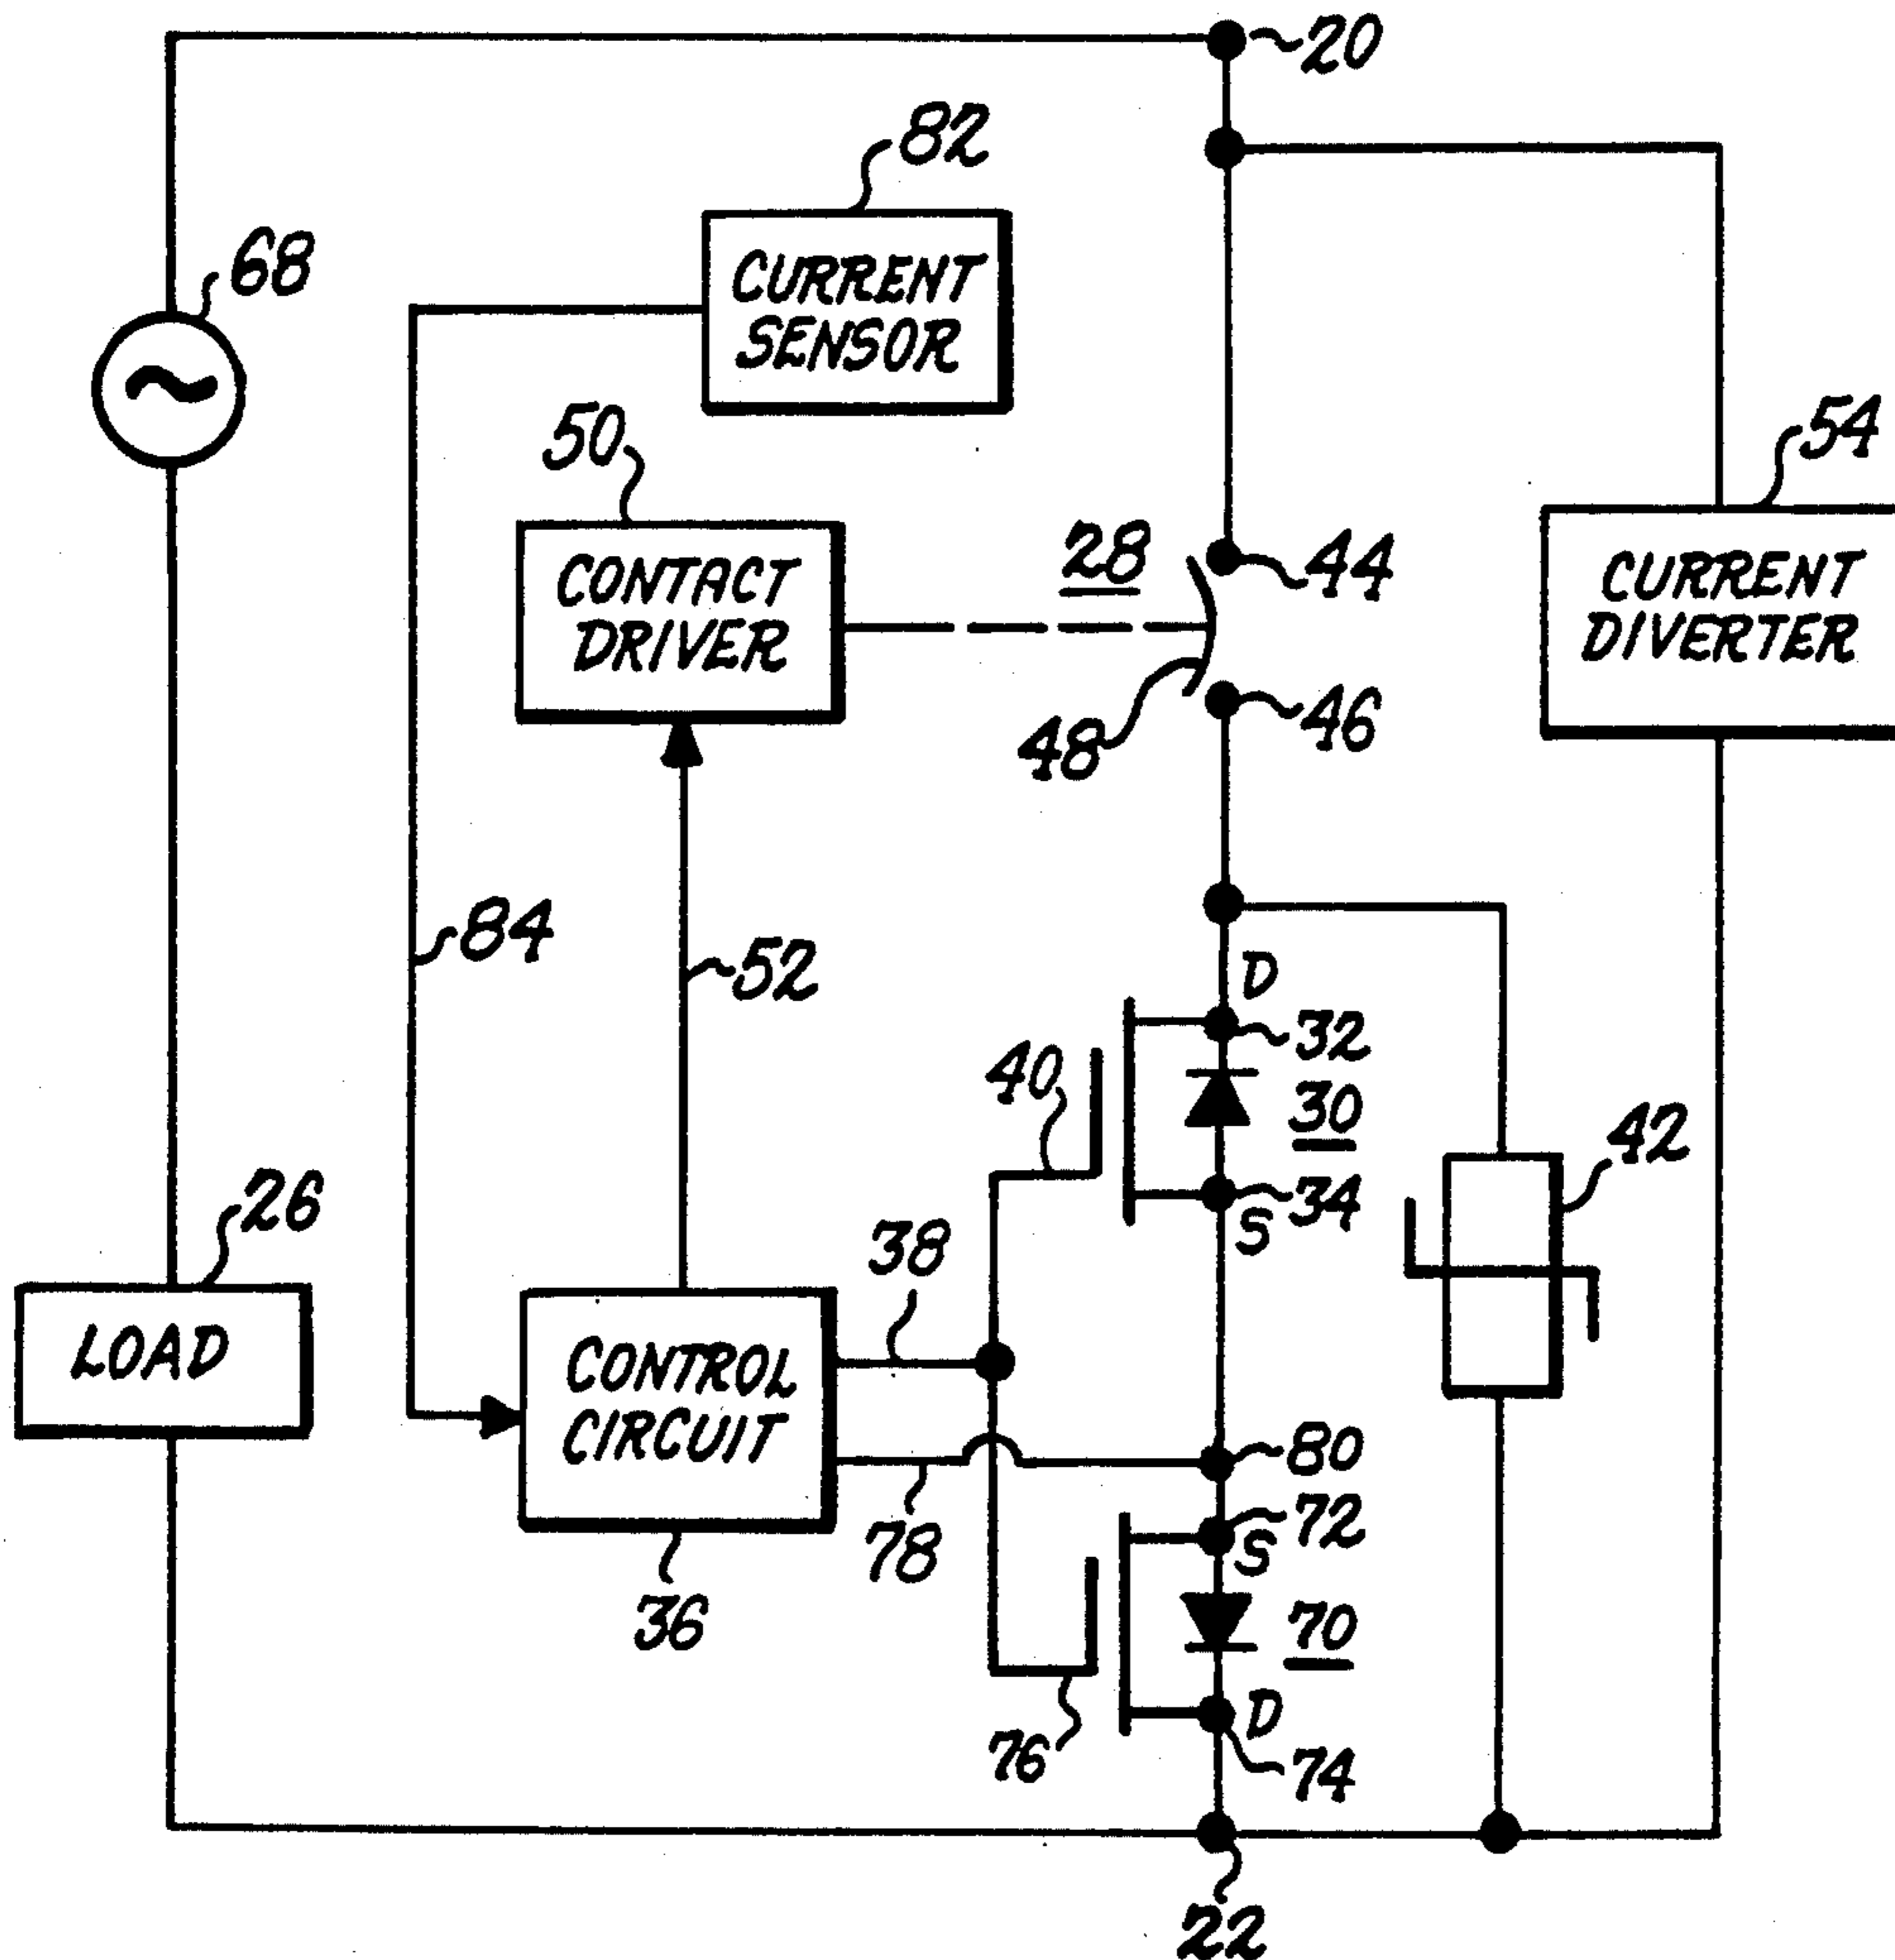 20
82
68
CURRENT
SENSOR
50
54
28
44
CONTACT
DRIVER
CURRENT
DIVERTER
48
46
84
52
D
32
40
30
42
34
S
26
38
LOAD
CONTROL
CIRCUIT
80
72
S
78
36
70
D
76
74
22